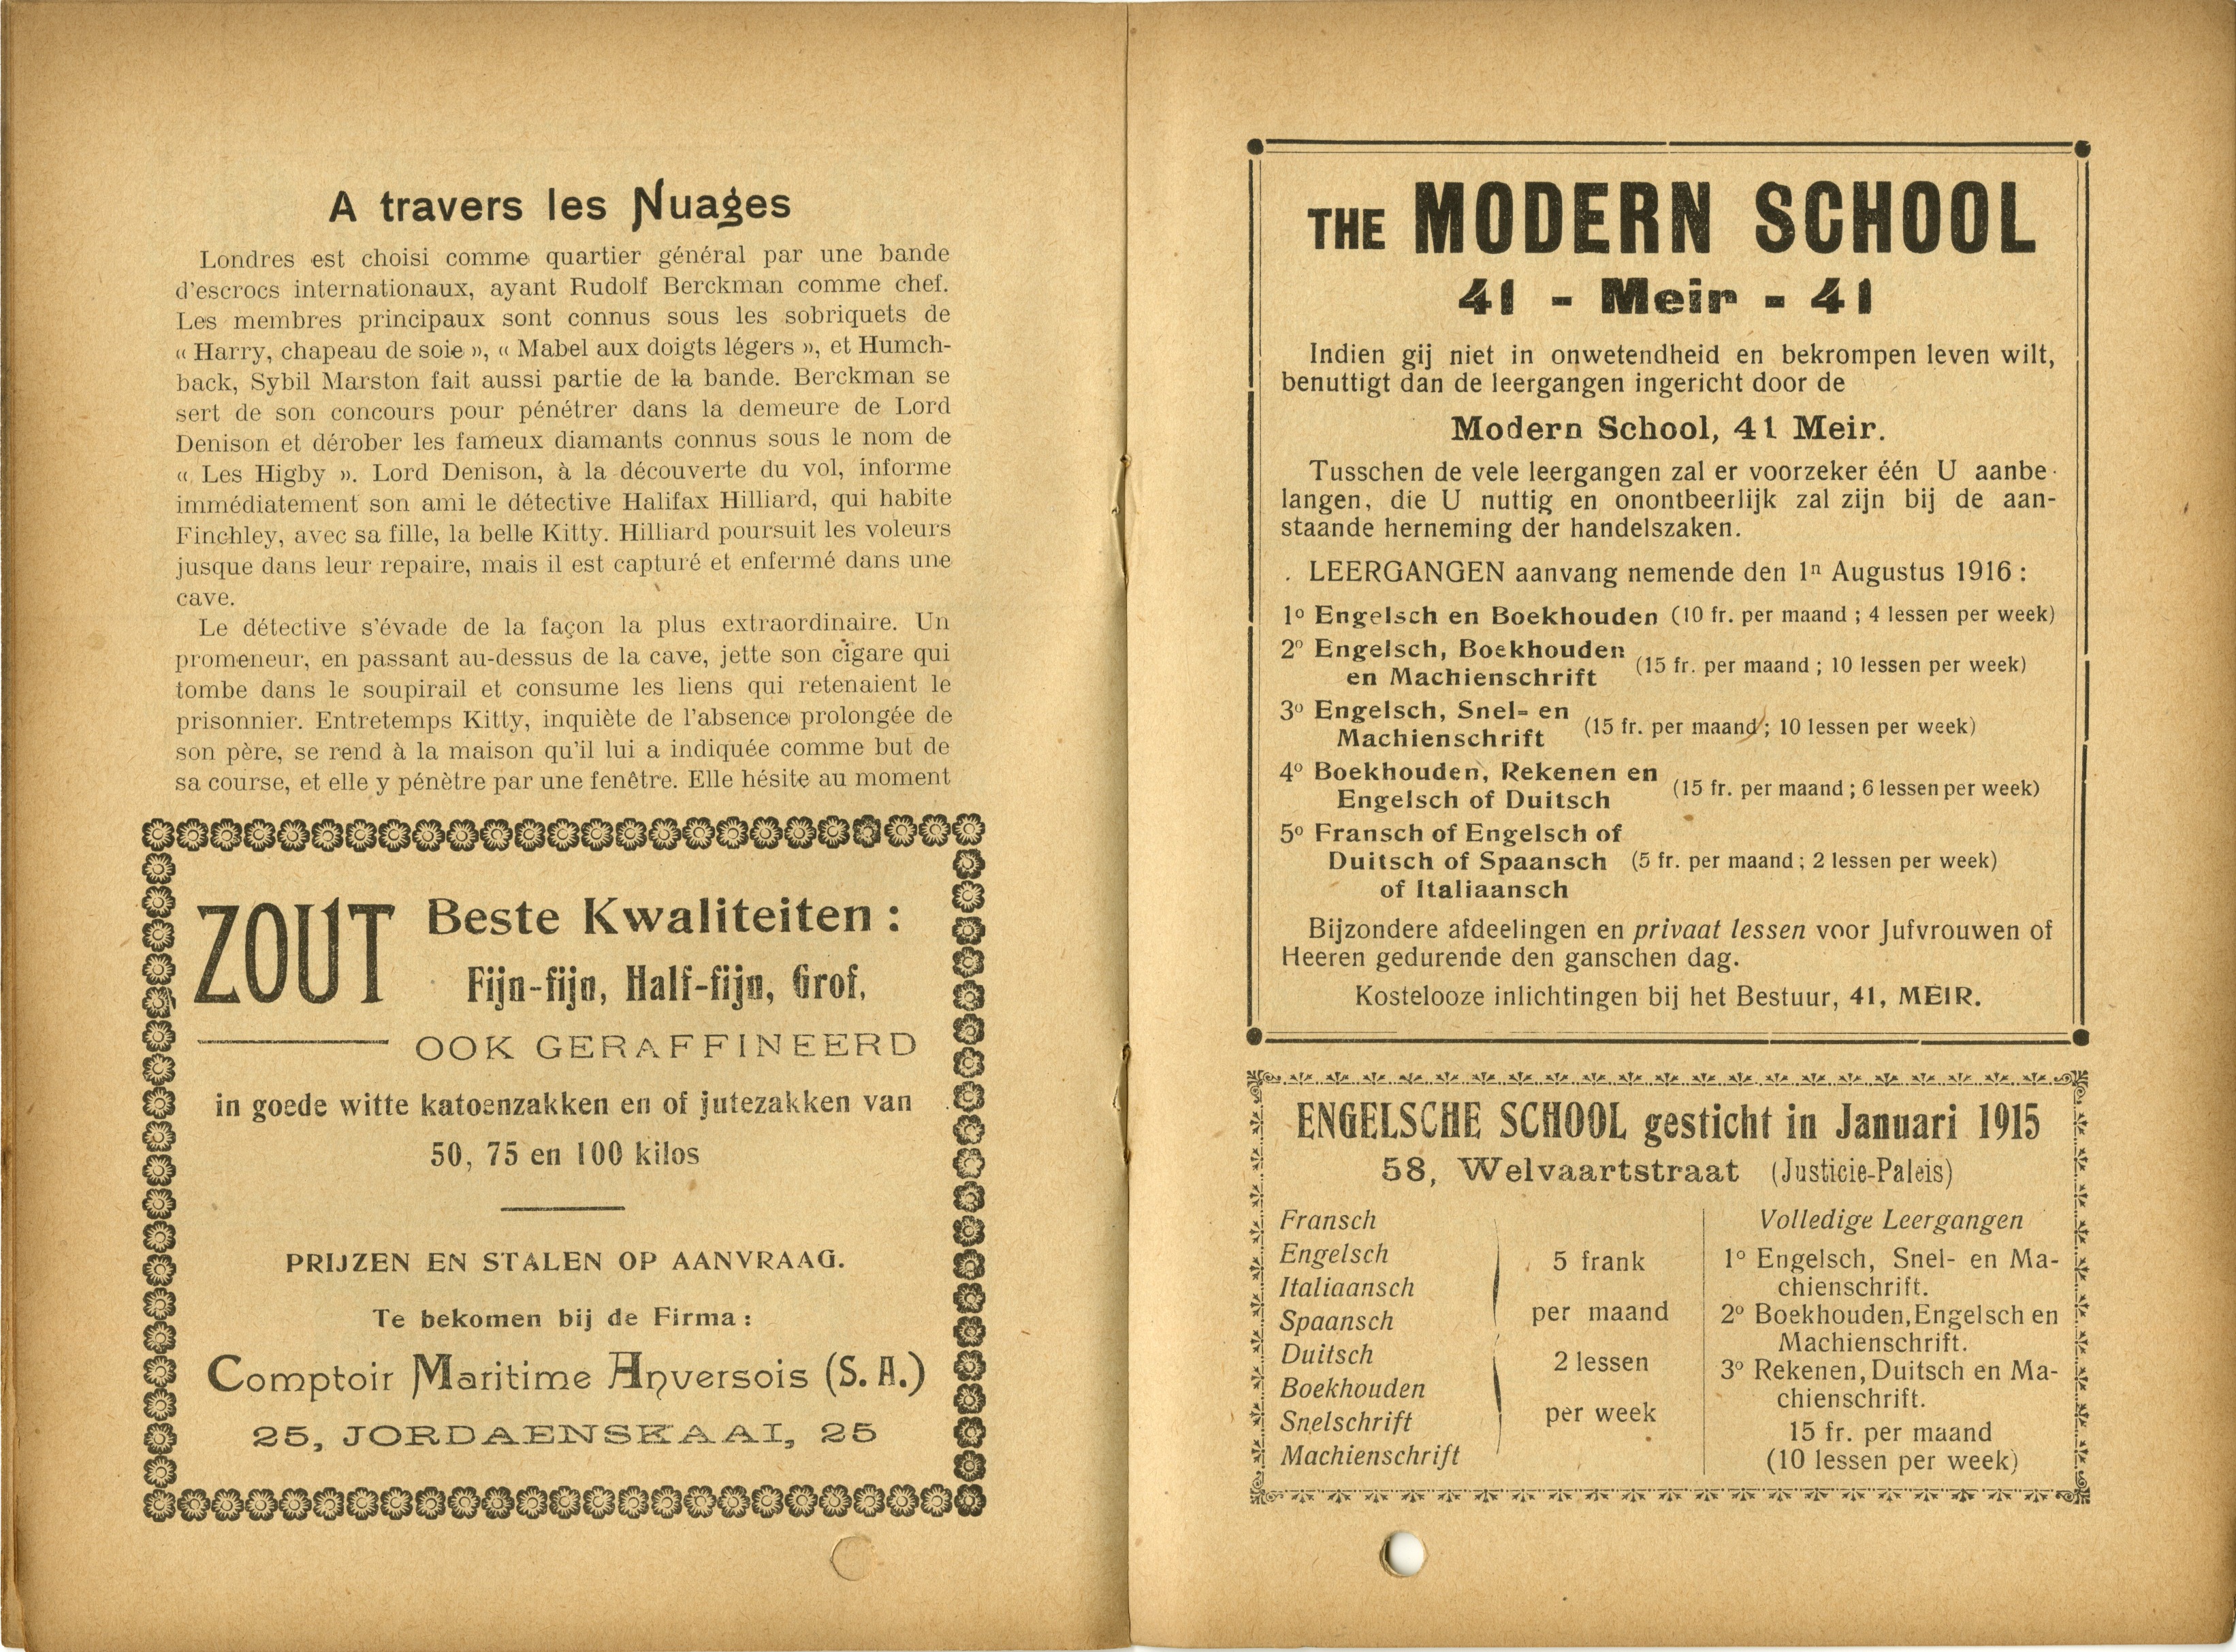 A travers les Nuages
Londres est choisi comme quartier général par une bande
d'escrocs internationaux, ayant Rudolf Berckman comme chef.
Les membres principaux sont connus sous les sobriquets de
« Harry, chapeau de soie », « Mabel aux doigts légers », et Humch-
back, Sybil Marston fait aussi partie de la bande. Berckman se
sert de son concours pour pénétrer dans la demeure de Lord
Denison et dérober les fameux diamants connus sous le nom de
« Les Higby ». Lord Denison, à la découverte du vol, informe
immédiatement son ami le détective Halifax Hilliard, qui habite
Finchley, avec sa fille, la belle Kitty. Hilliard poursuit les voleurs
jusque dans leur repaire, mais il est capturé et enfermé dans une
cave.
Le détective s'évade de la façon la plus extraordinaire. Un
promeneur, en passant au-dessus de la cave, jette son cigare qui
tombe dans le soupirail et consume les liens qui retenaient le
prisonnier. Entretemps Kitty, inquiète de l'absence prolongée de
son père, se rend à la maison qu'il lui a indiquée comme but de
sa course, et elle y pénètre par une fenêtre. Elle hésite au moment
ZOUT Beste Kwaliteiten :
Fijn-fijn, Half-fijn, Grof,
OOK GERAFFINEERD
in goede witte katoenzakken en of jutezakken van
50, 75 en 100 kilos
PRIJZEN EN STALEN OP AANVRAAG.
Te bekomen bij de Firma :
Comptoir Maritime Anversois (S. A.)
25, JORDAENSKAAI, 25
THE MODERN SCHOOL
41 - Meir - 41
Indien gij niet in onwetendheid en bekrompen leven wilt,
benuttigt dan de leergangen ingericht door de
Modern School, 41 Meir.
Tusschen de vele leergangen zal er voorzeker één U aanbe-
langen, die U nuttig en onontbeerlijk zal zijn bij de aan-
staande herneming der handelszaken.
LEERGANGEN aanvang nemende den 1n Augustus 1916 :
1o Engelsch en Boekhouden (10 fr. per maand ; 4 lessen per week)
2o Engelsch, Boekhouden
en Machienschrift (15 fr. per maand ; 10 lessen per week)
3o Engelsch, Snel- en
Machienschrift (15 fr. per maand ; 10 lessen per week)
4o Boekhouden, Rekenen en
Engelsch of Duitsch (15 fr. per maand ; 6 lessen per week)
5o Fransch of Engelsch of
Duitsch of Spaansch (5 fr. per maand ; 2 lessen per week)
of Italiaansch
Bijzondere afdeelingen en privaat lessen voor Jufvrouwen of
Heeren gedurende den ganschen dag.
Kostelooze inlichtingen bij het Bestuur, 41, MEIR.
ENGELSCHE SCHOOL gesticht in Januari 1915
58, Welvaartstraat (Justicie-Paleis)
Fransch
Engelsch
Italiaansch
Spaansch
Duitsch
Boekhouden
Snelschrift
Machienschrift
5 frank
per maand
2 lessen
per week
Volledige Leergangen
1o Engelsch, Snel- en Ma-
chienschrift.
2o Boekhouden, Engelsch en
Machienschrift.
3o Rekenen, Duitsch en Ma-
chienschrift.
15 fr. per maand
(10 lessen per week)